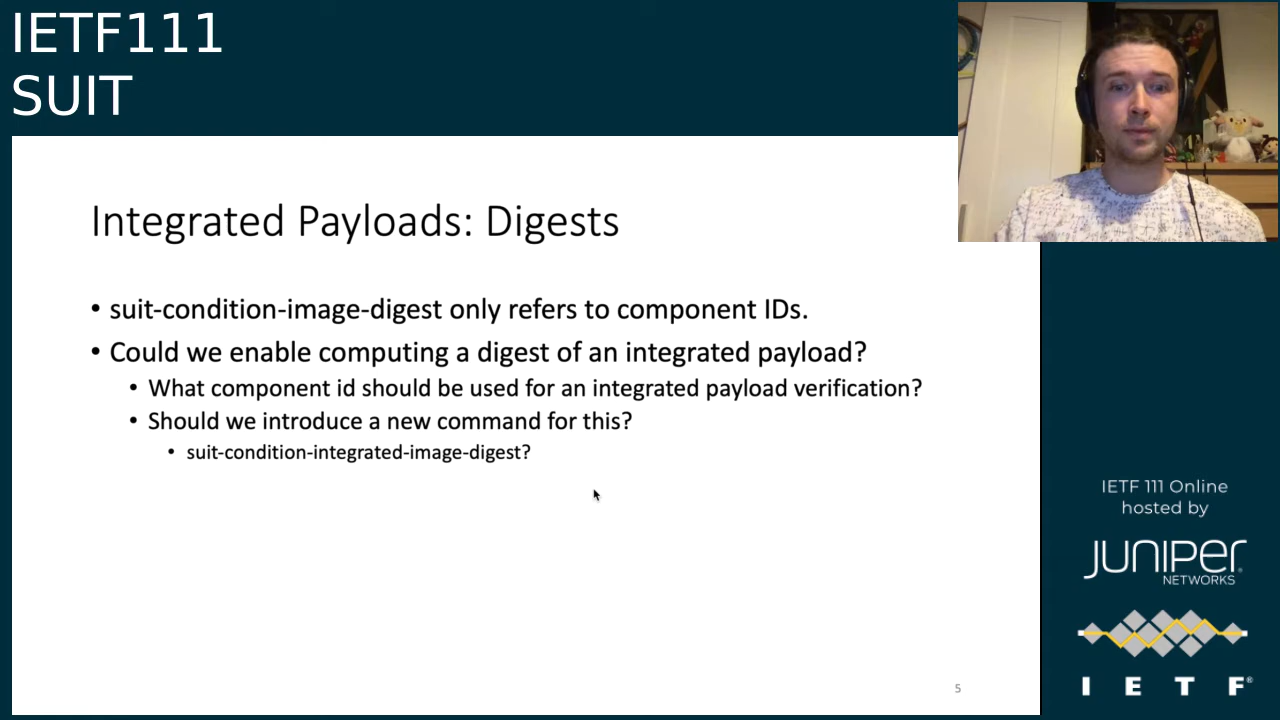 IETF111
SUIT
Integrated Payloads: Digests
• suit-condition-image-digest only refers to component IDs.
• Could we enable computing a digest of an integrated payload?
• What component id should be used for an integrated payload verification?
• Should we introduce a new command for this?
• suit-condition-integrated-image-digest?
5
IETF 111 Online
hosted by
JUNIPER
NETWORKS
I E T F®